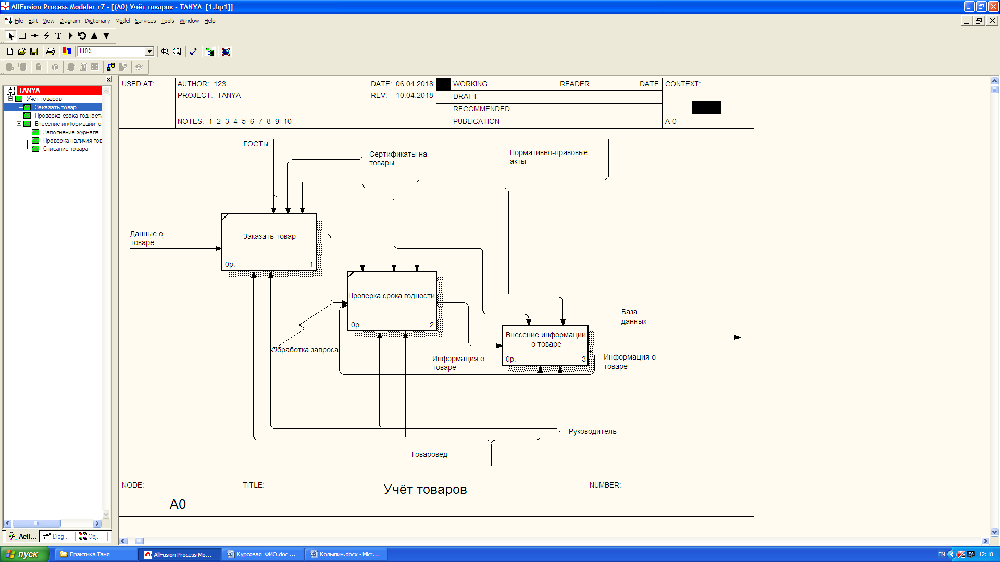 AllFusion Process Modeler r7 - [(A0) Учёт товаров - TANYA [1.bp1]]
File Edit View Diagram Dictionary Model Services Tools Window Help
110%
TANYA
Учёт товаров
Заказать товар
Проверка срока годности
Внесение информации о
Заполнение журнала
Проверка наличия тов
Списание товара
Acti... Diag... Obj...
USED AT:
AUTHOR: 123
PROJECT: TANYA
NOTES: 1 2 3 4 5 6 7 8 9 10
DATE: 06.04.2018
REV: 10.04.2018
WORKING
DRAFT
RECOMMENDED
PUBLICATION
READER DATE
CONTEXT:
A-0
ГОСТы
Сертификаты на
товары
Нормативно-правовые
акты
Данные о
товаре
Заказать товар
0р. 1
Проверка срока годности
0р. 2
Обработка запроса
Внесение информации
о товаре
0р. 3
База
данных
Информация о
товаре
Информация о
товаре
Руководитель
Товаровед
NODE:
A0
TITLE:
Учёт товаров
NUMBER:
пуск
Практика Таня
AllFusion Process Mo...
Курсовая_ФИО.doc ...
Колыпин.docx - Micr...
EN
12:18